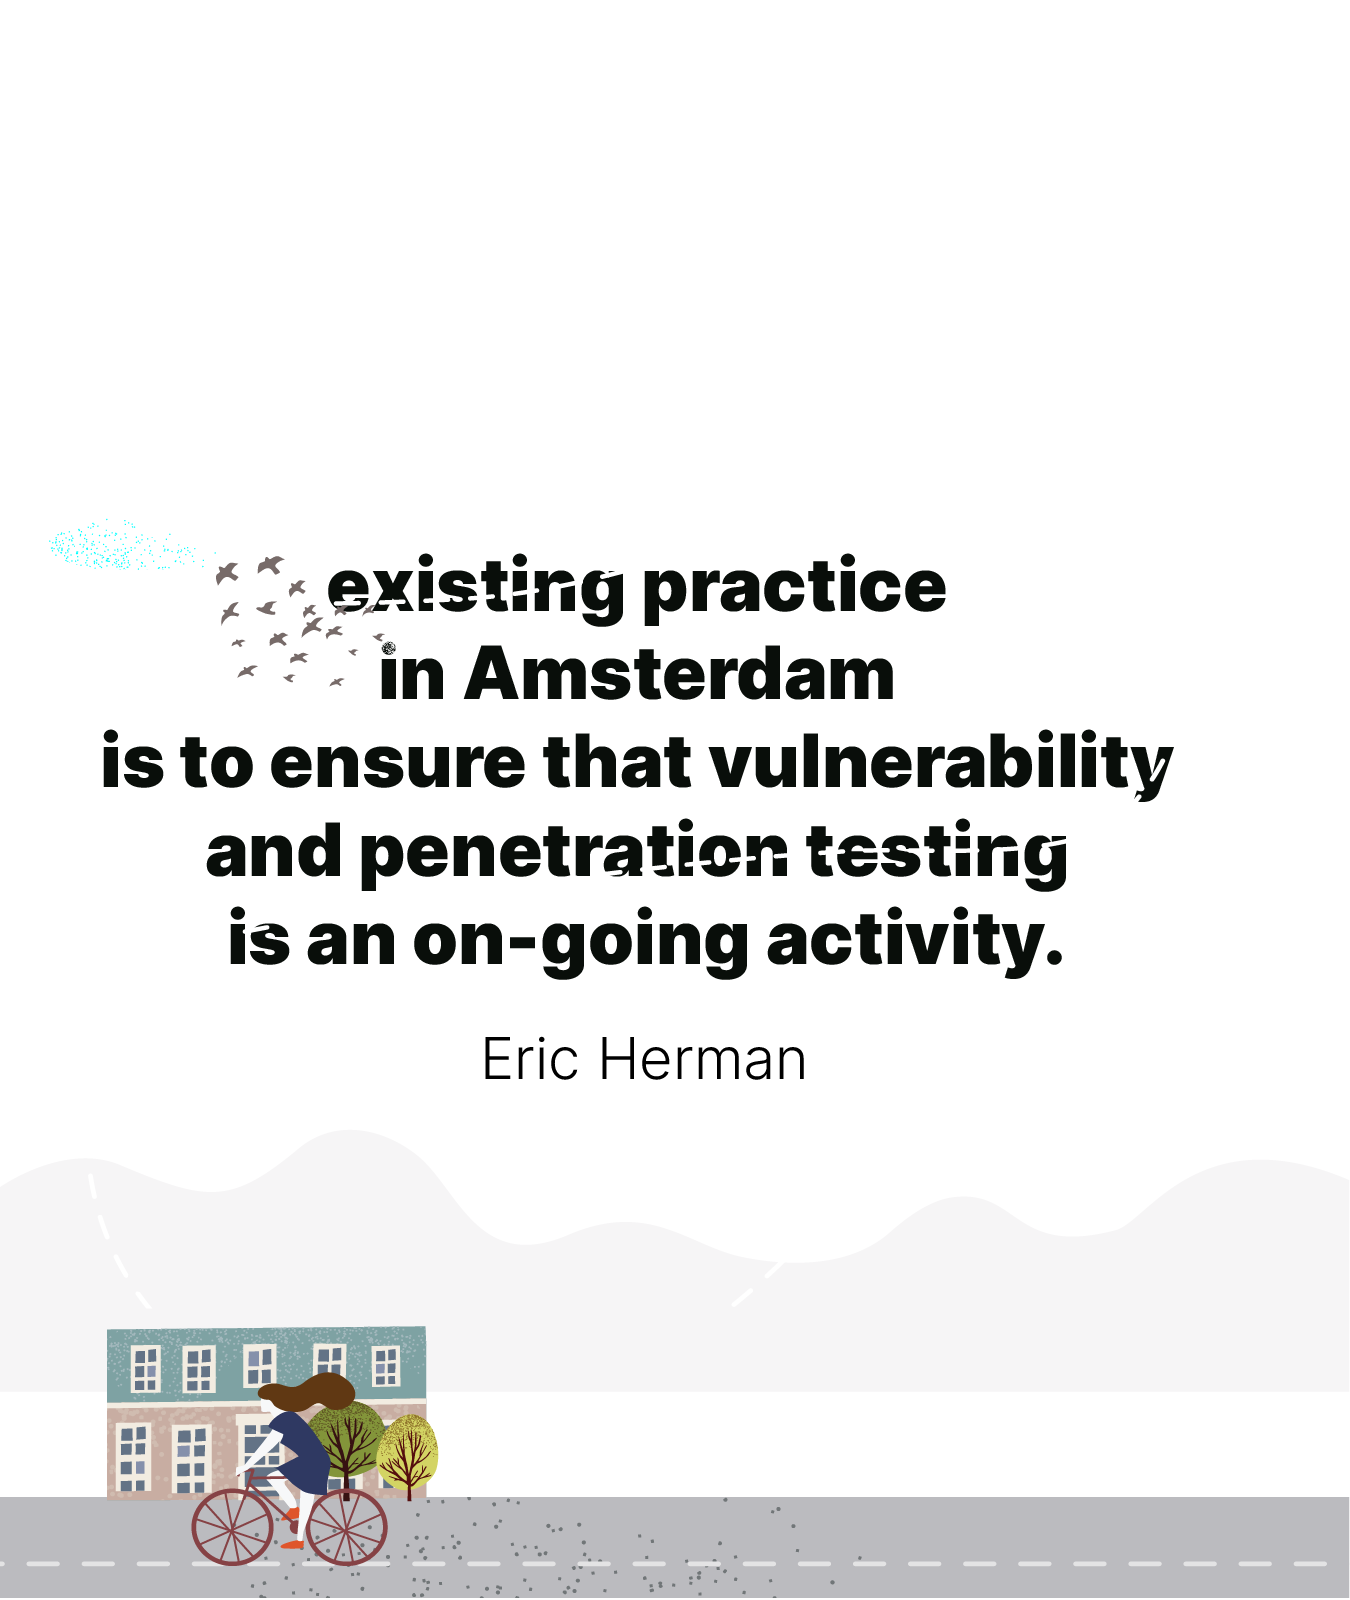 existing practice
in Amsterdam
is to ensure that vulnerability
and penetration testing
is an on-going activity.
Eric Herman